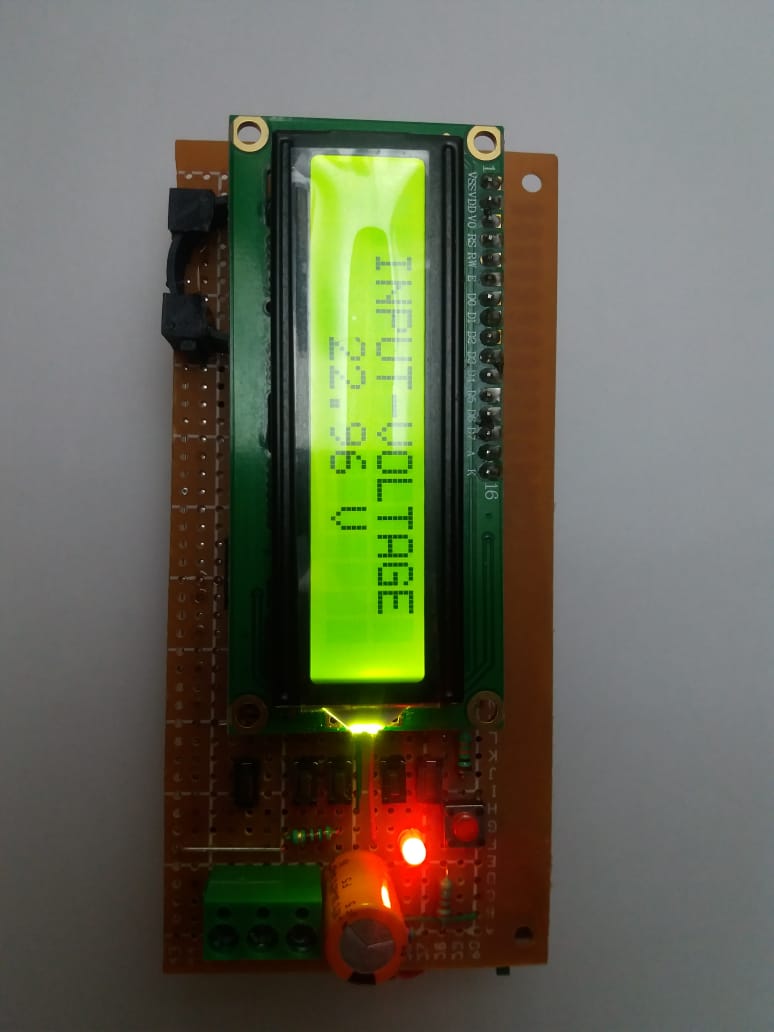 1 16
VSS VDD V0 RS RW E D0 D1 D2 D3 D4 D5 D6 D7 A K
L K J I H G F E D C
INPUT-VOLTAGE
22.96 V